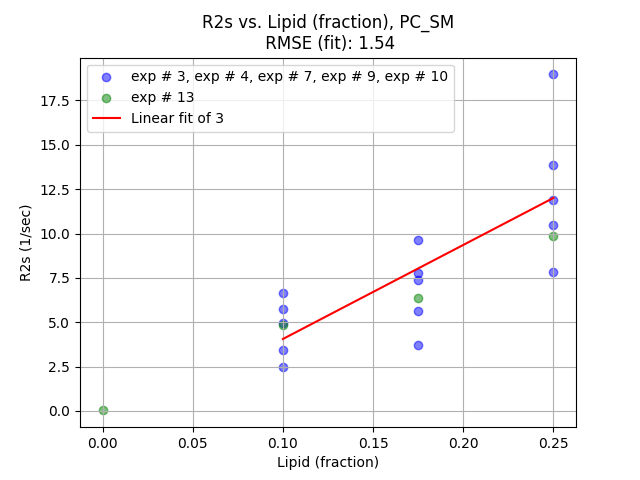 R2s vs. Lipid (fraction), PC_SM
RMSE (fit): 1.54
exp # 3, exp # 4, exp # 7, exp # 9, exp # 10
exp # 13
Linear fit of 3
17.5
15.0
12.5
10.0
7.5
5.0
2.5
0.0
R2s (1/sec)
0.00 0.05 0.10 0.15 0.20 0.25
Lipid (fraction)